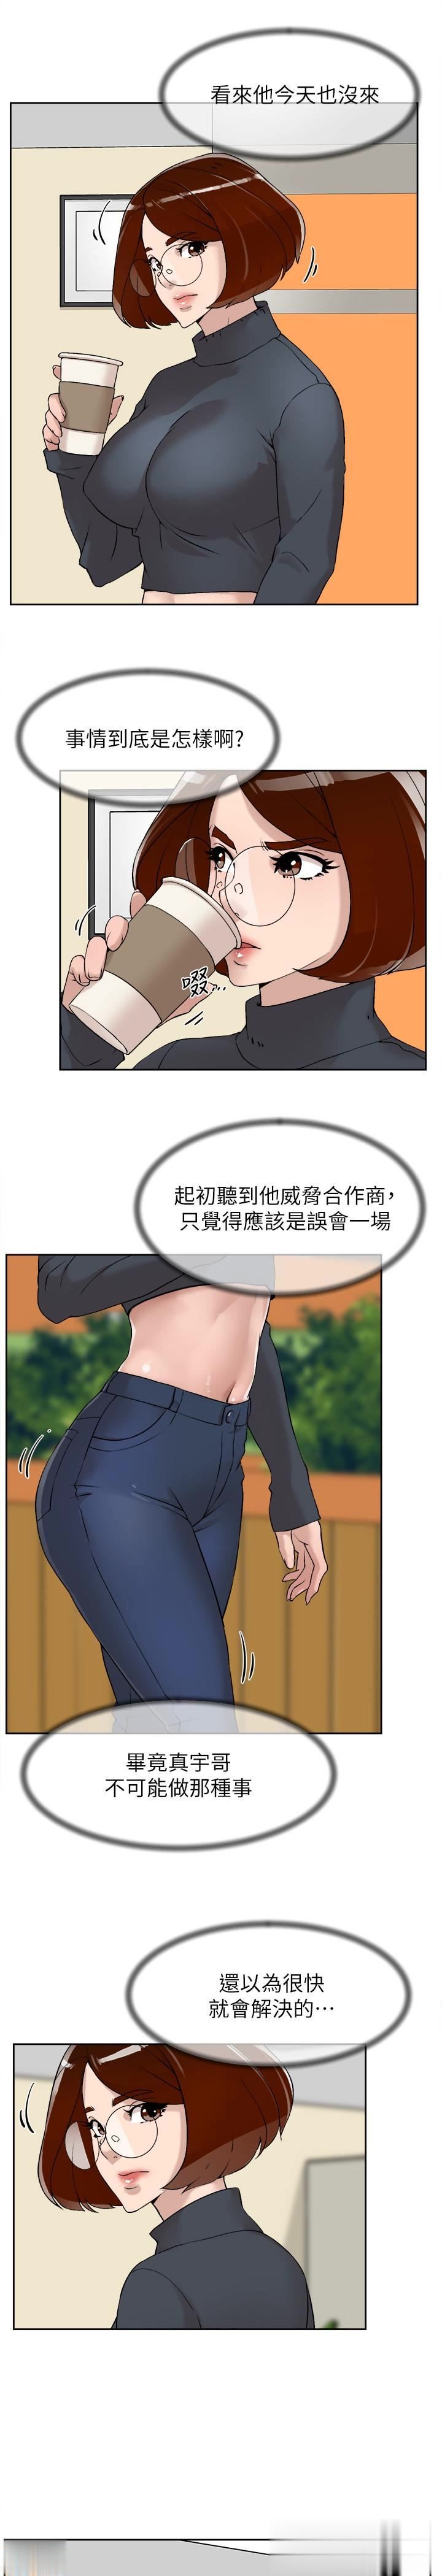 看來他今天也沒來
事情到底是怎樣啊?
啜啜…
起初聽到他威脅合作商，
只覺得應該是誤會一場
畢竟真宇哥
不可能做那種事
還以為很快
就會解決的…